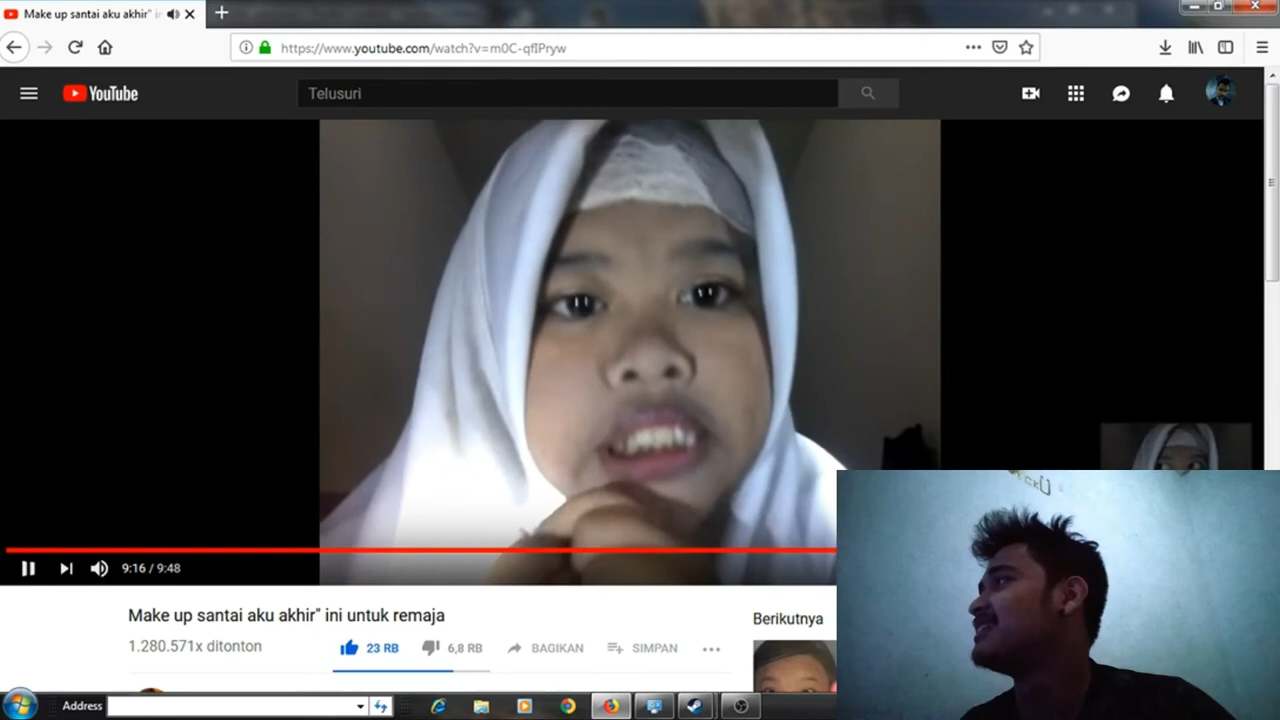 Make up santai aku akhir" in
https://www.youtube.com/watch?v=m0C-qfIPryw
YouTube
Telusuri
9:16 / 9:48
Make up santai aku akhir" ini untuk remaja
1.280.571x ditonton
23 RB
6,8 RB
BAGIKAN
SIMPAN
Berikutnya
Address